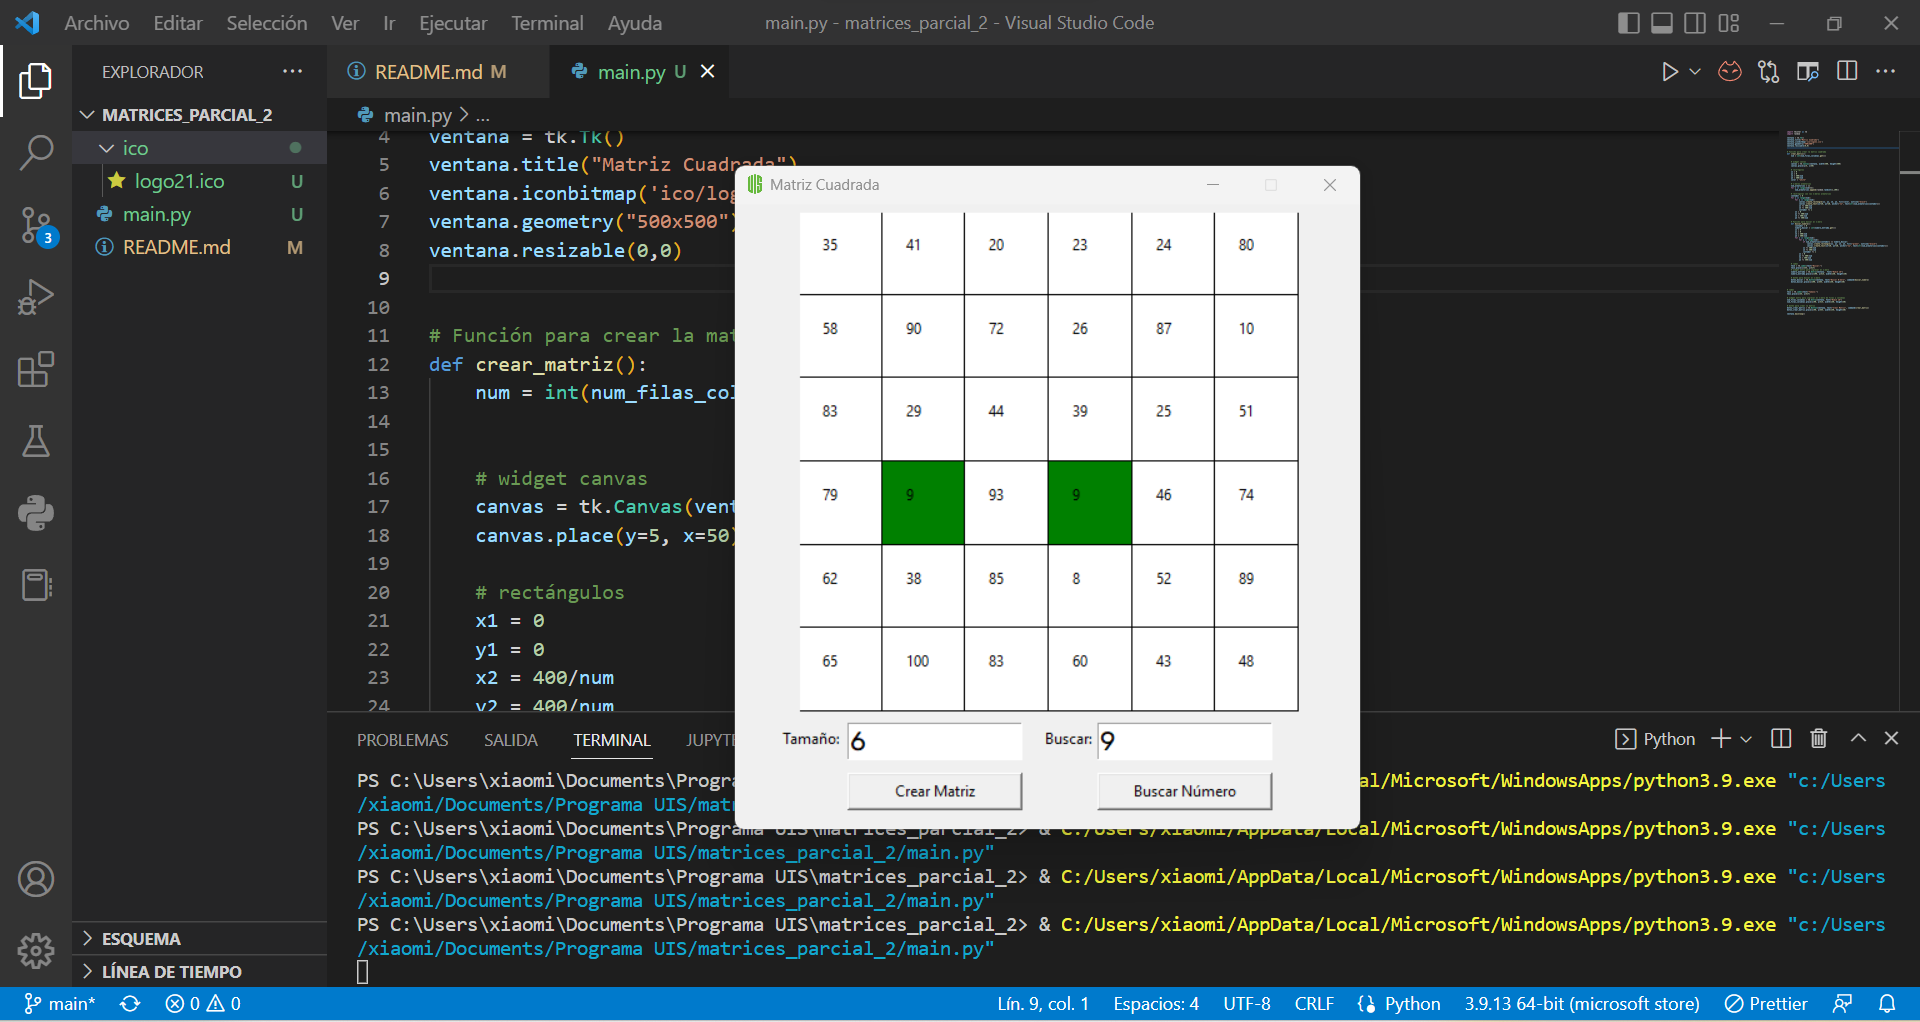 Archivo Editar Selección Ver Ir Ejecutar Terminal Ayuda main.py - matrices_parcial_2 - Visual Studio Code
EXPLORADOR
README.md M main.py U
MATRICES_PARCIAL_2
main.py > ...
ico
logo21.ico U
main.py U
README.md M
4 ventana = tk.Tk()
5 ventana.title("Matriz Cuadrada")
6 ventana.iconbitmap('ico/log
7 ventana.geometry("500x500")
8 ventana.resizable(0,0)
9
10
11 # Función para crear la mat
12 def crear_matriz():
13 num = int(num_filas_col
14
15
16 # widget canvas
17 canvas = tk.Canvas(vent
18 canvas.place(y=5, x=50)
19
20 # rectángulos
21 x1 = 0
22 y1 = 0
23 x2 = 400/num
24 y2 = 400/num
Matriz Cuadrada
35 41 20 23 24 80
58 90 72 26 87 10
83 29 44 39 25 51
79 9 93 9 46 74
62 38 85 8 52 89
65 100 83 60 43 48
Tamaño: 6 Buscar: 9
Crear Matriz Buscar Número
PROBLEMAS SALIDA TERMINAL JUPYTE Python
PS C:\Users\xiaomi\Documents\Programa al/Microsoft/WindowsApps/python3.9.exe "c:/Users
/xiaomi/Documents/Programa UIS/matr
PS C:\Users\xiaomi\Documents\Programa UIS\matrices_parcial_2> & C:/Users/xiaomi/AppData/Local/Microsoft/WindowsApps/python3.9.exe "c:/Users
/xiaomi/Documents/Programa UIS/matrices_parcial_2/main.py"
PS C:\Users\xiaomi\Documents\Programa UIS\matrices_parcial_2> & C:/Users/xiaomi/AppData/Local/Microsoft/WindowsApps/python3.9.exe "c:/Users
/xiaomi/Documents/Programa UIS/matrices_parcial_2/main.py"
PS C:\Users\xiaomi\Documents\Programa UIS\matrices_parcial_2> & C:/Users/xiaomi/AppData/Local/Microsoft/WindowsApps/python3.9.exe "c:/Users
/xiaomi/Documents/Programa UIS/matrices_parcial_2/main.py"
3
ESQUEMA
LÍNEA DE TIEMPO
main* 0 0 Lín. 9, col. 1 Espacios: 4 UTF-8 CRLF Python 3.9.13 64-bit (microsoft store) Prettier